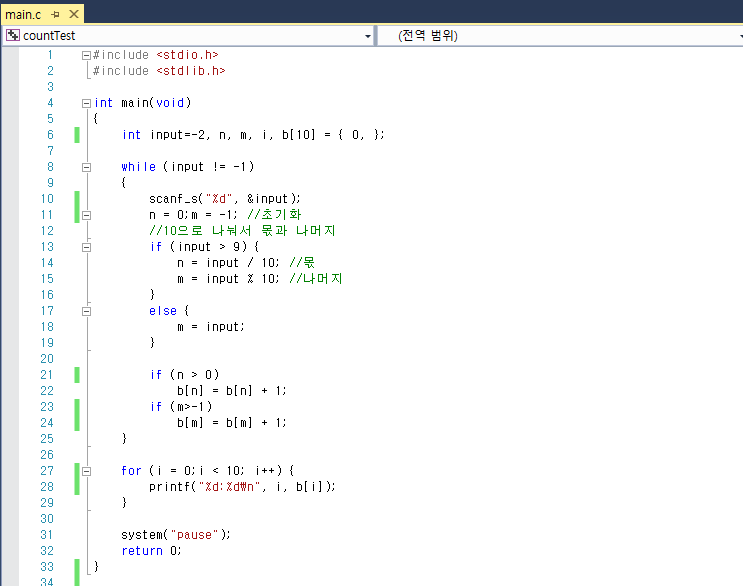 main.c
countTest (전역 범위)
1 #include <stdio.h>
2 #include <stdlib.h>
3
4 int main(void)
5 {
6 int input=-2, n, m, i, b[10] = { 0, };
7
8 while (input != -1)
9 {
10 scanf_s("%d", &input);
11 n = 0;m = -1; //초기화
12 //10으로 나눠서 몫과 나머지
13 if (input > 9) {
14 n = input / 10; //몫
15 m = input % 10; //나머지
16 }
17 else {
18 m = input;
19 }
20
21 if (n > 0)
22 b[n] = b[n] + 1;
23 if (m>-1)
24 b[m] = b[m] + 1;
25 }
26
27 for (i = 0;i < 10; i++) {
28 printf("%d:%d₩n", i, b[i]);
29 }
30
31 system("pause");
32 return 0;
33 }
34